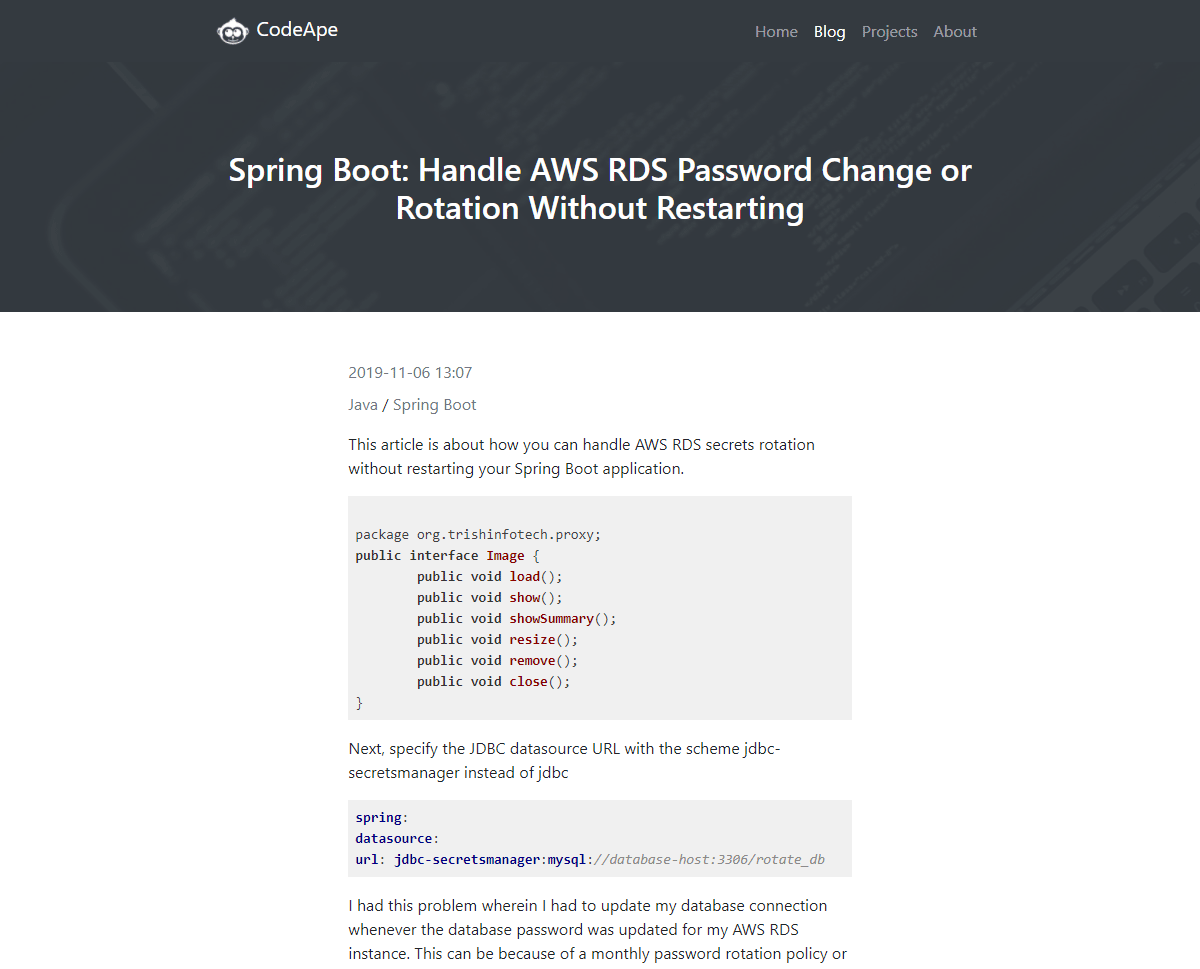 CodeApe
Home Blog Projects About
Spring Boot: Handle AWS RDS Password Change or
Rotation Without Restarting
2019-11-06 13:07
Java / Spring Boot
This article is about how you can handle AWS RDS secrets rotation
without restarting your Spring Boot application.
package org.trishinfotech.proxy;
public interface Image {
public void load();
public void show();
public void showSummary();
public void resize();
public void remove();
public void close();
}
Next, specify the JDBC datasource URL with the scheme jdbc-
secretsmanager instead of jdbc
spring:
datasource:
url: jdbc-secretsmanager:mysql://database-host:3306/rotate_db
I had this problem wherein I had to update my database connection
whenever the database password was updated for my AWS RDS
instance. This can be because of a monthly password rotation policy or